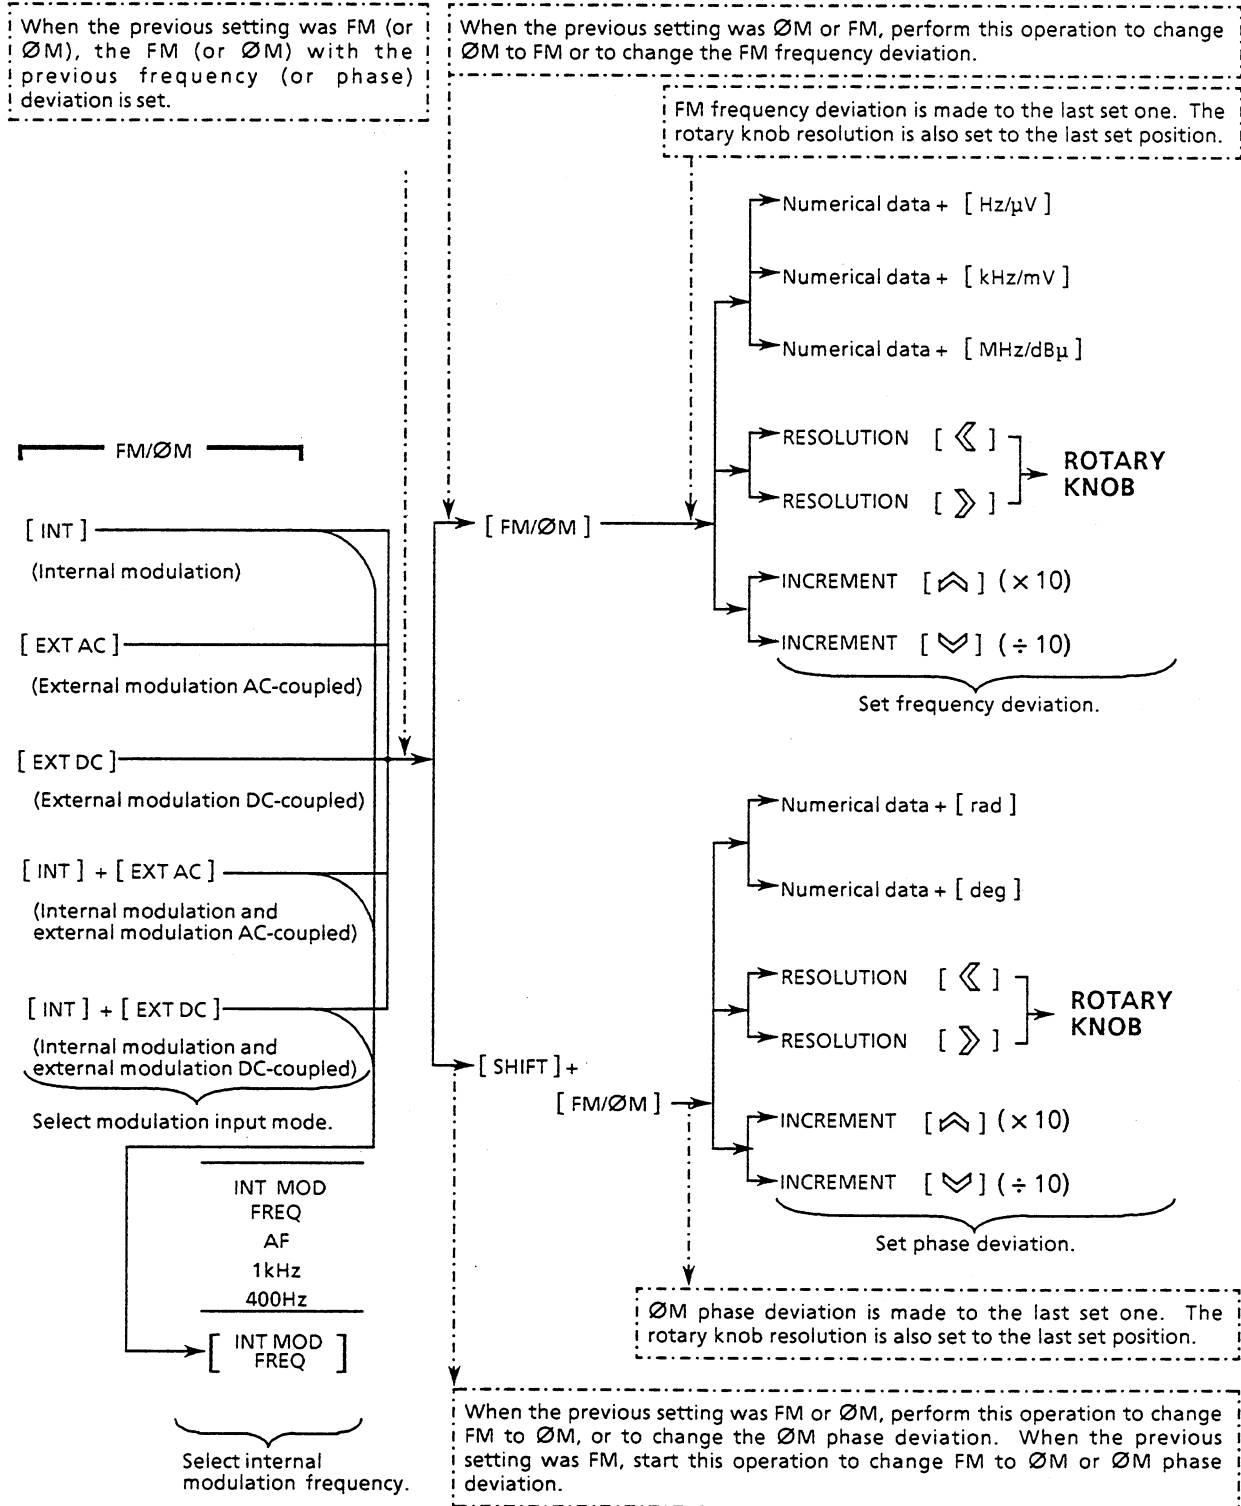 When the previous setting was FM (or
ØM), the FM (or ØM) with the
previous frequency (or phase)
deviation is set.
When the previous setting was ØM or FM, perform this operation to change
ØM to FM or to change the FM frequency deviation.
FM frequency deviation is made to the last set one. The
rotary knob resolution is also set to the last set position.
Numerical data + [ Hz/μV ]
Numerical data + [ kHz/mV ]
Numerical data + [ MHz/dBμ ]
RESOLUTION [ ⟪ ]
RESOLUTION [ ⟫ ]
ROTARY
KNOB
INCREMENT [ ︽ ] (× 10)
INCREMENT [ ︾ ] (÷ 10)
Set frequency deviation.
FM/ØM
[ INT ]
(Internal modulation)
[ EXT AC ]
(External modulation AC-coupled)
[ EXT DC ]
(External modulation DC-coupled)
[ INT ] + [ EXT AC ]
(Internal modulation and
external modulation AC-coupled)
[ INT ] + [ EXT DC ]
(Internal modulation and
external modulation DC-coupled)
Select modulation input mode.
[ FM/ØM ]
[ SHIFT ] +
[ FM/ØM ]
Numerical data + [ rad ]
Numerical data + [ deg ]
RESOLUTION [ ⟪ ]
RESOLUTION [ ⟫ ]
ROTARY
KNOB
INCREMENT [ ︽ ] (× 10)
INCREMENT [ ︾ ] (÷ 10)
Set phase deviation.
INT MOD
FREQ
AF
1kHz
400Hz
[ INT MOD
FREQ ]
Select internal
modulation frequency.
ØM phase deviation is made to the last set one. The
rotary knob resolution is also set to the last set position.
When the previous setting was FM or ØM, perform this operation to change
FM to ØM, or to change the ØM phase deviation. When the previous
setting was FM, start this operation to change FM to ØM or ØM phase
deviation.